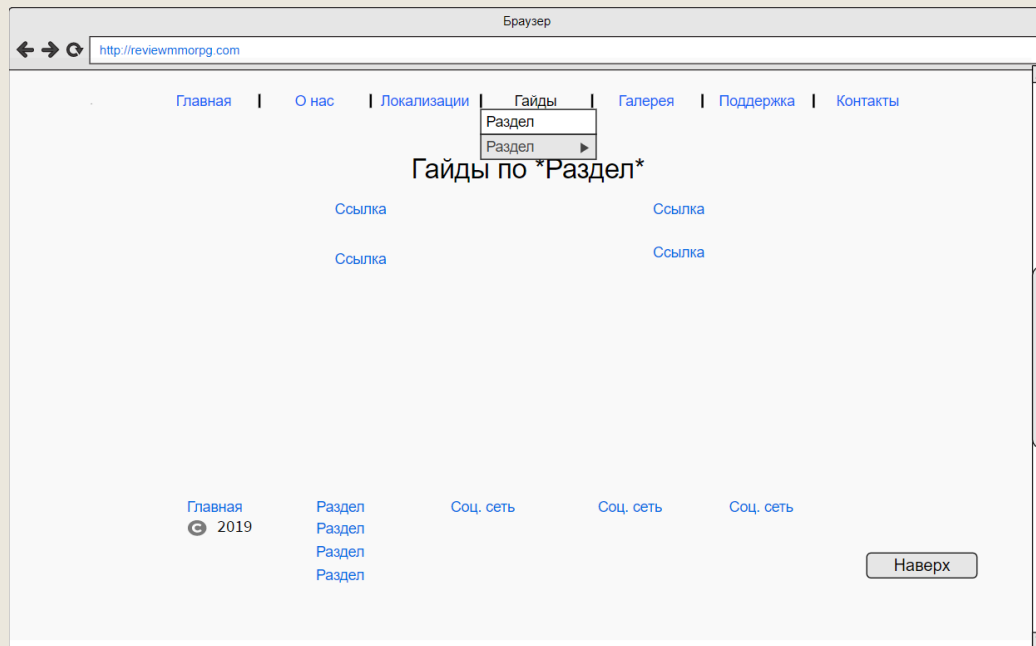 Браузер
http://reviewmmorpg.com
Главная | О нас | Локализации | Гайды | Галерея | Поддержка | Контакты
Раздел
Раздел
Гайды по *Раздел*
Ссылка Ссылка
Ссылка Ссылка
Главная Раздел Соц. сеть Соц. сеть Соц. сеть
© 2019 Раздел
Раздел
Наверх
Раздел